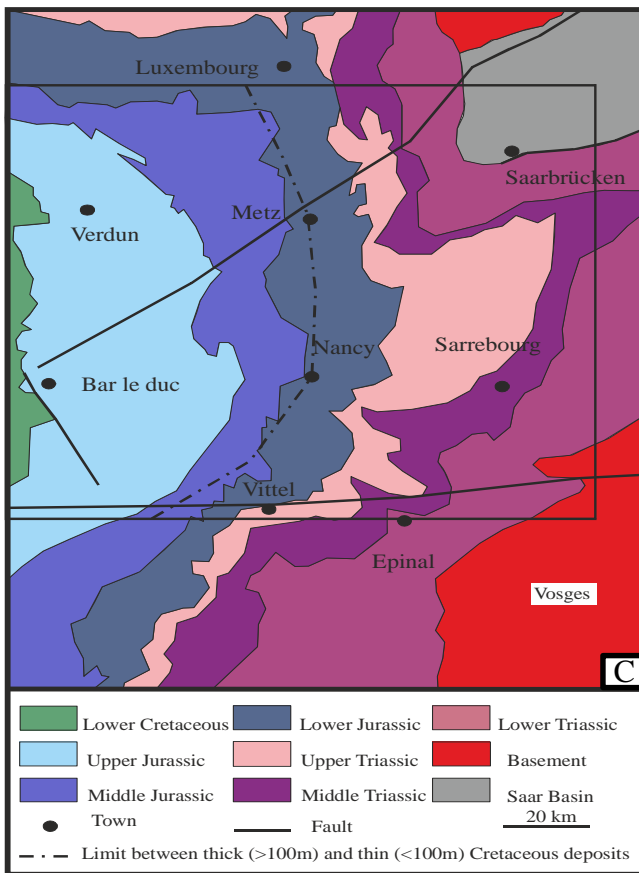 Luxembourg
Saarbrücken
Metz
Verdun
Nancy
Sarrebourg
Bar le duc
Vittel
Epinal
Vosges
C
Lower Cretaceous Lower Jurassic Lower Triassic
Upper Jurassic Upper Triassic Basement
Middle Jurassic Middle Triassic Saar Basin
Town Fault 20 km
Limit between thick (>100m) and thin (<100m) Cretaceous deposits